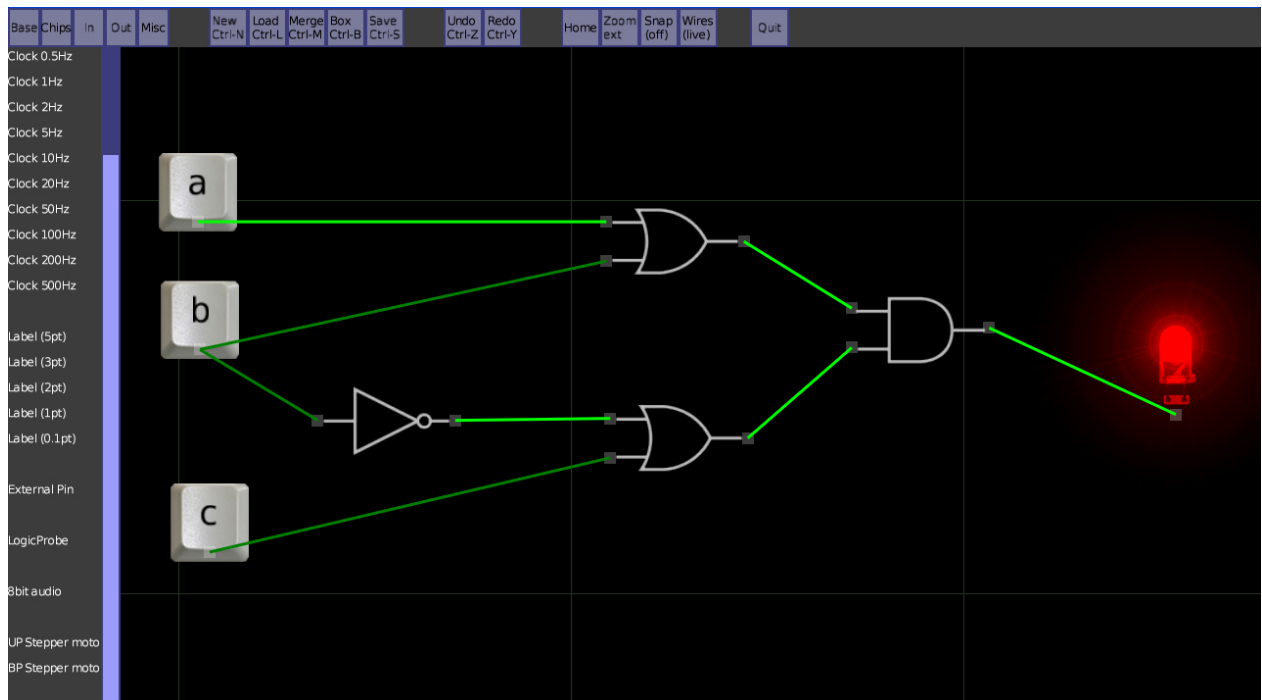 Base Chips In Out Misc
New Load Merge Box Save Undo Redo Home Zoom Snap Wires Quit
Ctrl-N Ctrl-L Ctrl-M Ctrl-B Ctrl-S Ctrl-Z Ctrl-Y ext (off) (live)
Clock 0.5Hz
Clock 1Hz
Clock 2Hz
Clock 5Hz
Clock 10Hz
Clock 20Hz
Clock 50Hz
Clock 100Hz
Clock 200Hz
Clock 500Hz
Label (5pt)
Label (3pt)
Label (2pt)
Label (1pt)
Label (0.1pt)
External Pin
LogicProbe
8bit audio
UP Stepper moto
BP Stepper moto
a
b
c